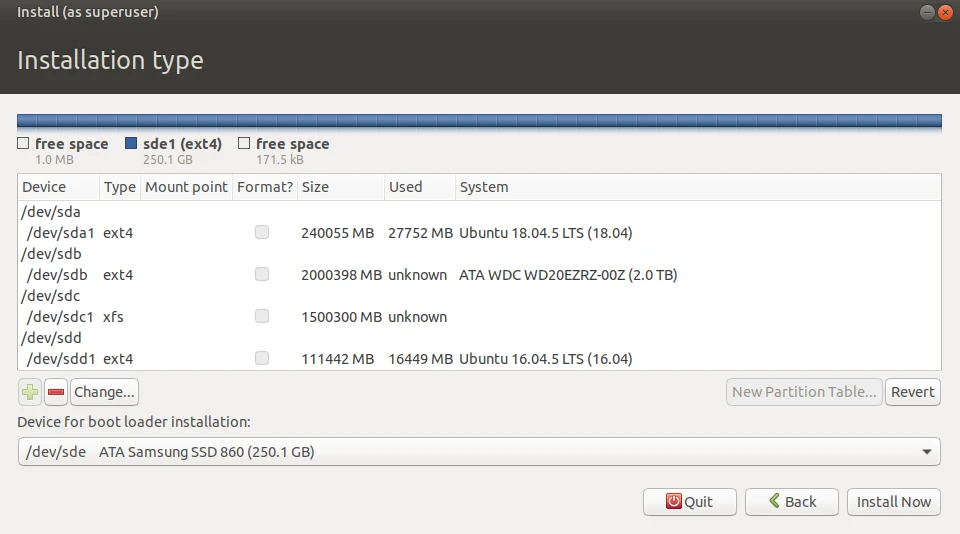 Install (as superuser)
Installation type
free space sde1 (ext4) free space
1.0 MB 250.1 GB 171.5 kB
Device Type Mount point Format? Size Used System
/dev/sda
/dev/sda1 ext4 240055 MB 27752 MB Ubuntu 18.04.5 LTS (18.04)
/dev/sdb
/dev/sdb ext4 2000398 MB unknown ATA WDC WD20EZRZ-00Z (2.0 TB)
/dev/sdc
/dev/sdc1 xfs 1500300 MB unknown
/dev/sdd
/dev/sdd1 ext4 111442 MB 16449 MB Ubuntu 16.04.5 LTS (16.04)
Change... New Partition Table... Revert
Device for boot loader installation:
/dev/sde ATA Samsung SSD 860 (250.1 GB)
Quit Back Install Now